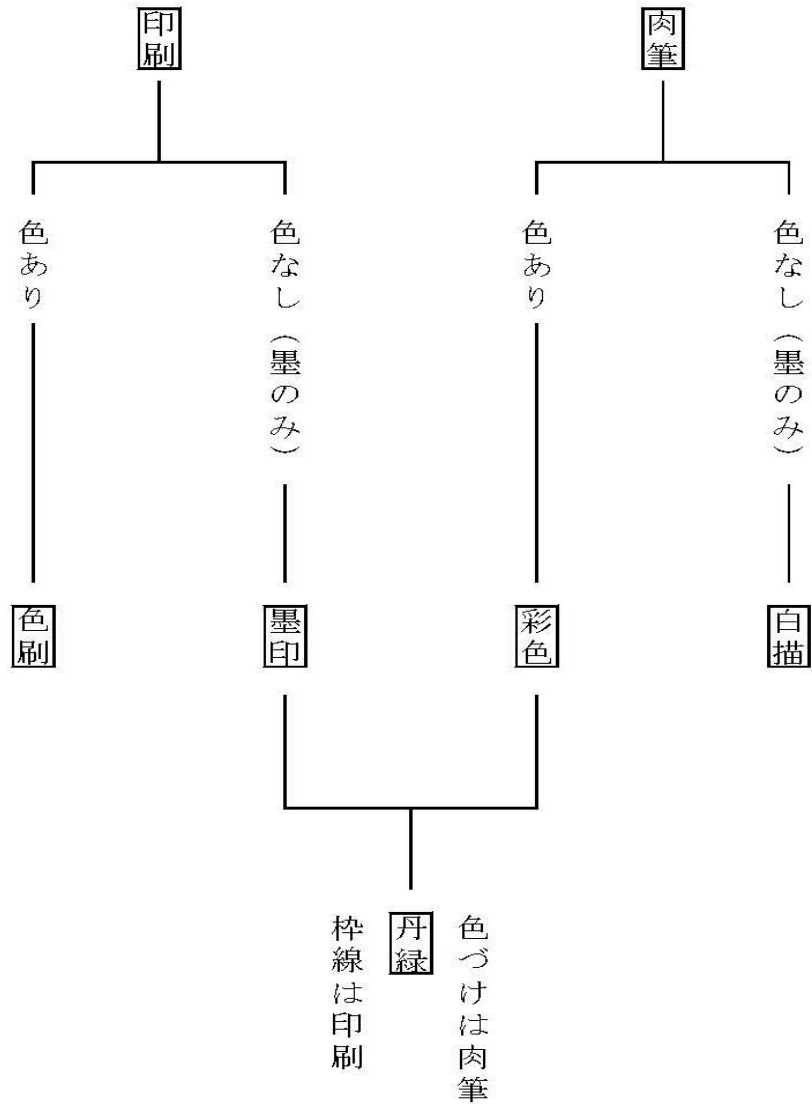 肉筆
印刷
色なし（墨のみ）
色あり
色なし（墨のみ）
色あり
白描
彩色
墨印
色刷
色づけは肉筆
丹緑
枠線は印刷